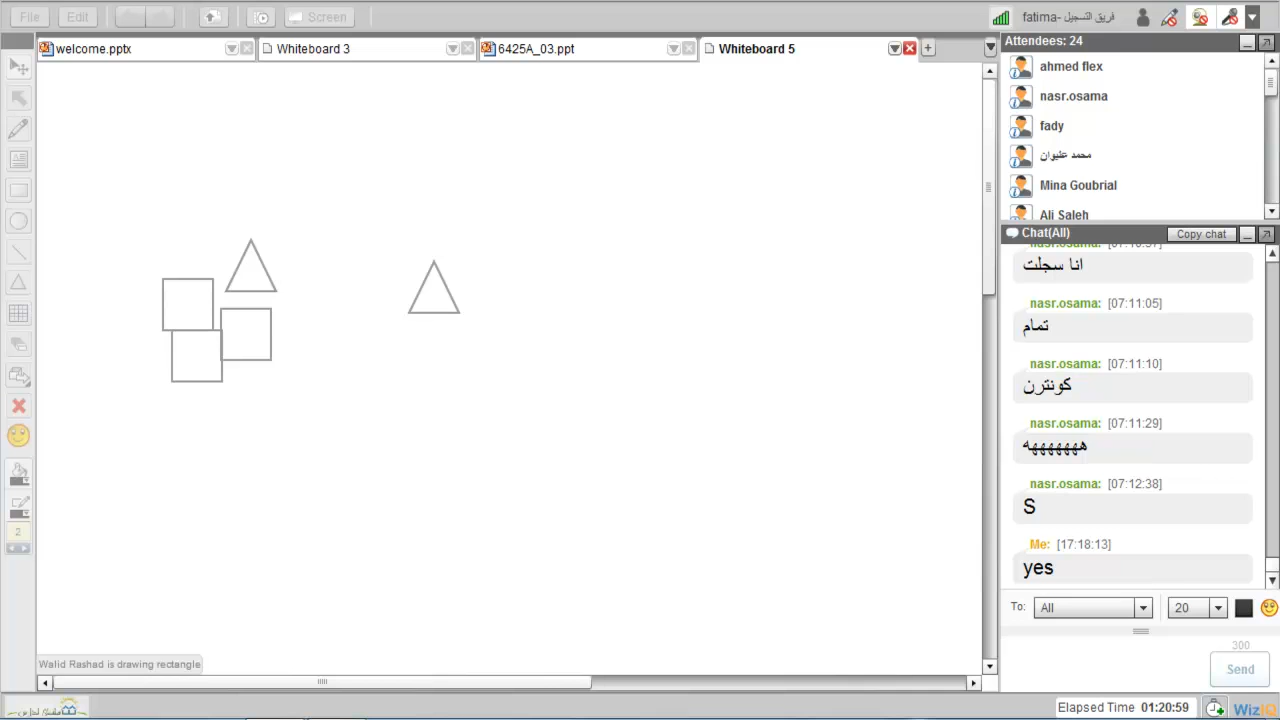 File Edit Screen fatima- فريق التسجيل
welcome.pptx Whiteboard 3 6425A_03.ppt Whiteboard 5
Attendees: 24
ahmed flex
nasr.osama
fady
محمد عليوان
Mina Goubrial
Ali Saleh
Chat(All) Copy chat
nasr.osama:
انا سجلت
nasr.osama: [07:11:05]
تمام
nasr.osama: [07:11:10]
كونترن
nasr.osama: [07:11:29]
ههههههههه
nasr.osama: [07:12:38]
S
Me: [17:18:13]
yes
To: All 20
300
Send
2
Walid Rashad is drawing rectangle
Elapsed Time 01:20:59
WizIQ